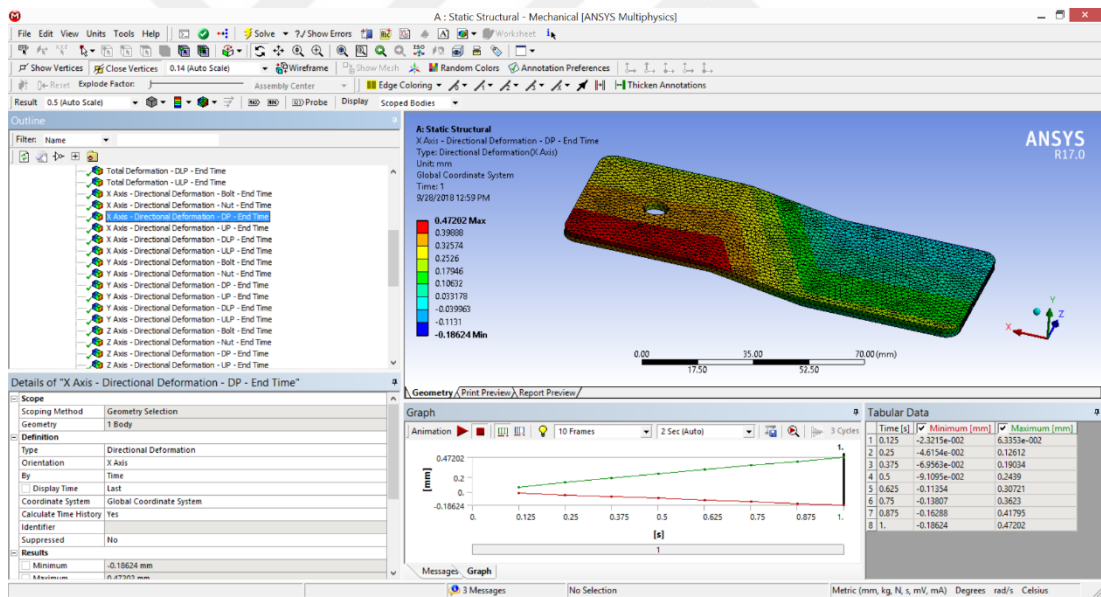 A : Static Structural - Mechanical [ANSYS Multiphysics]
File Edit View Units Tools Help Solve ?/ Show Errors Worksheet
Show Vertices Close Vertices 0.14 (Auto Scale) Wireframe Show Mesh Random Colors Annotation Preferences
Reset Explode Factor: Assembly Center Edge Coloring Thicken Annotations
Result 0.5 (Auto Scale) Probe Display Scoped Bodies
Outline
Filter: Name
Total Deformation - DLP - End Time
Total Deformation - ULP - End Time
X Axis - Directional Deformation - Bolt - End Time
X Axis - Directional Deformation - Nut - End Time
X Axis - Directional Deformation - DP - End Time
X Axis - Directional Deformation - UP - End Time
X Axis - Directional Deformation - DLP - End Time
X Axis - Directional Deformation - ULP - End Time
Y Axis - Directional Deformation - Bolt - End Time
Y Axis - Directional Deformation - Nut - End Time
Y Axis - Directional Deformation - DP - End Time
Y Axis - Directional Deformation - UP - End Time
Y Axis - Directional Deformation - DLP - End Time
Y Axis - Directional Deformation - ULP - End Time
Z Axis - Directional Deformation - Bolt - End Time
Z Axis - Directional Deformation - Nut - End Time
Z Axis - Directional Deformation - DP - End Time
Z Axis - Directional Deformation - UP - End Time
A: Static Structural
X Axis - Directional Deformation - DP - End Time
Type: Directional Deformation(X Axis)
Unit: mm
Global Coordinate System
Time: 1
9/28/2018 12:59 PM
0.47202 Max
0.39888
0.32574
0.2526
0.17946
0.10632
0.033178
-0.039963
-0.1131
-0.18624 Min
ANSYS
R17.0
Y
X
Z
0.00 35.00 70.00 (mm)
17.50 52.50
Geometry Print Preview Report Preview
Details of "X Axis - Directional Deformation - DP - End Time"
Scope
Scoping Method Geometry Selection
Geometry 1 Body
Definition
Type Directional Deformation
Orientation X Axis
By Time
Display Time Last
Coordinate System Global Coordinate System
Calculate Time History Yes
Identifier
Suppressed No
Results
Minimum -0.18624 mm
Maximum 0.47202 mm
Graph
Animation 10 Frames 2 Sec (Auto) 3 Cycles
1.
0.47202
0.2
0.
-0.18624
[mm]
0. 0.125 0.25 0.375 0.5 0.625 0.75 0.875 1.
[s]
1
Messages Graph
Tabular Data
Time [s] Minimum [mm] Maximum [mm]
1 0.125 -2.3215e-002 6.3353e-002
2 0.25 -4.6154e-002 0.12612
3 0.375 -6.9563e-002 0.19034
4 0.5 -9.1095e-002 0.2439
5 0.625 -0.11354 0.30721
6 0.75 -0.13807 0.3623
7 0.875 -0.16288 0.41795
8 1. -0.18624 0.47202
3 Messages No Selection Metric (mm, kg, N, s, mV, mA) Degrees rad/s Celsius